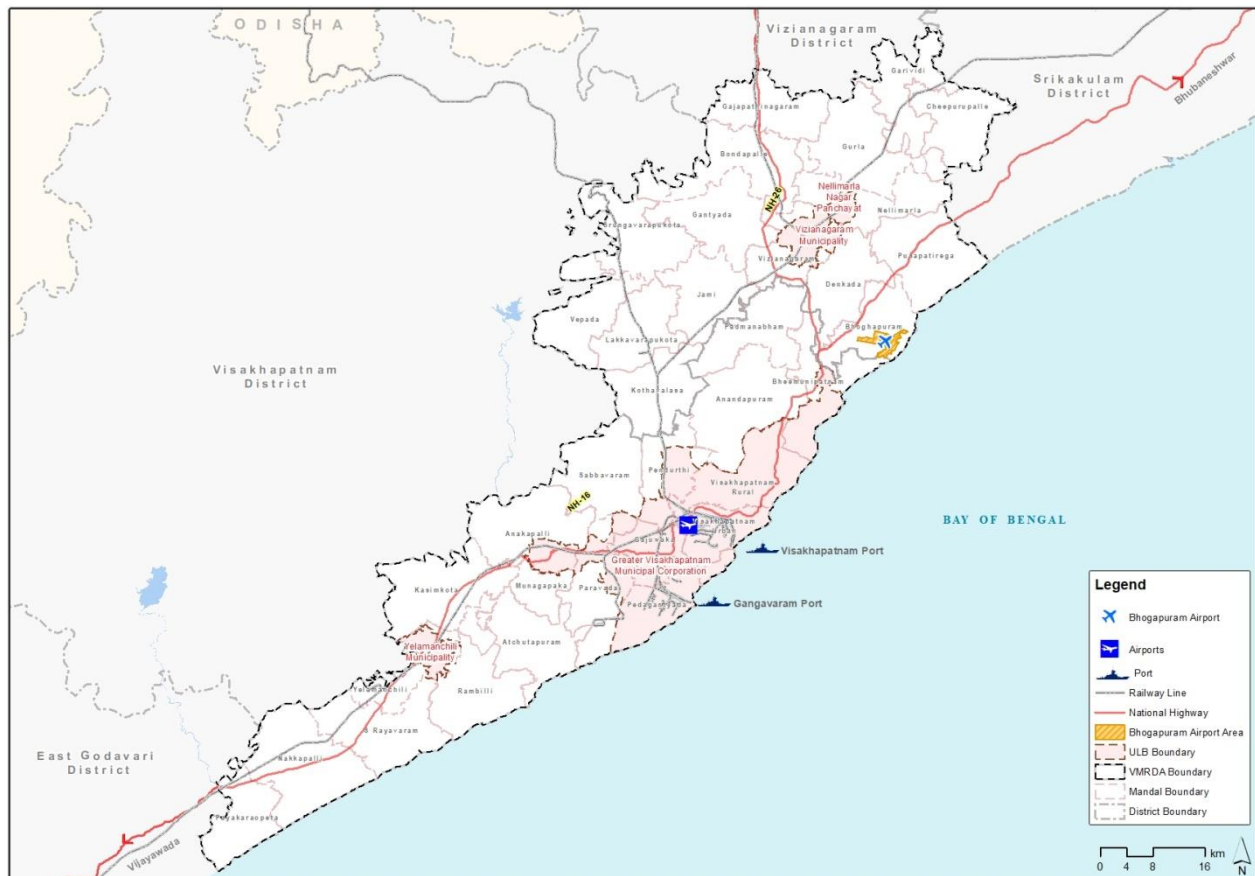 ODISHA
Vizianagaram
District
Srikakulam
District
Bhubaneshwar
Garividi
Cheepurupalle
Gajapathinagaram
Gurla
Bondapalle
NH-26
Nellimarla
Nagar
Panchayat
Nellimarla
Gantyada
Srungavarapukota
Vizianagaram
Municipality
Vizianagaram
Pusapatirega
Denkada
Jami
Vepada
Padmanabham
Bhoghapuram
Lakkavarapukota
Visakhapatnam
District
Bheemunipatnam
Kothavalasa
Anandapuram
Sabbavaram
Pendurthi
Visakhapatnam
Rural
NH-16
BAY OF BENGAL
Anakapalli
Visakhapatnam
Urban
Gajuwaka
Visakhapatnam Port
Greater Visakhapatnam
Municipal Corporation
Kasimkota
Munagapaka
Paravada
Pedagantyada
Gangavaram Port
Yelamanchili
Municipality
Atchutapuram
Yelamanchili
Rambilli
S Rayavaram
East Godavari
District
Nakkapalli
Payakaraopeta
Vijayawada
Legend
Bhogapuram Airport
Airports
Port
Railway Line
National Highway
Bhogapuram Airport Area
ULB Boundary
VMRDA Boundary
Mandal Boundary
District Boundary
km
0 4 8 16
N